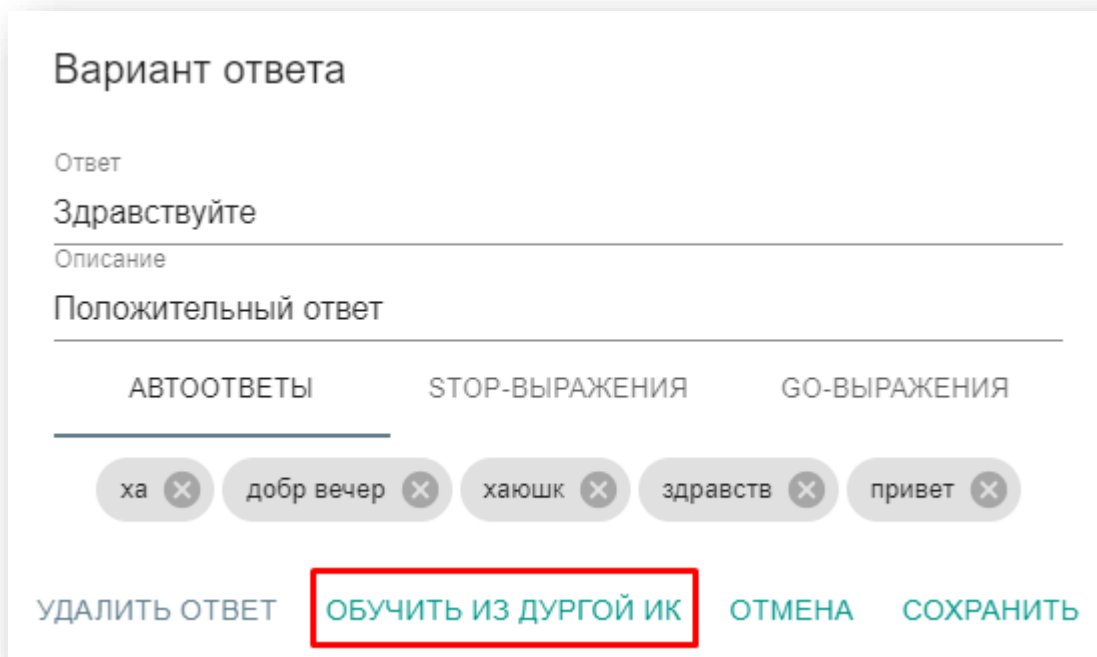 Вариант ответа
Ответ
Здравствуйте
Описание
Положительный ответ
АВТООТВЕТЫ STOP-ВЫРАЖЕНИЯ GO-ВЫРАЖЕНИЯ
ха добр вечер хаюшк здравств привет
УДАЛИТЬ ОТВЕТ ОБУЧИТЬ ИЗ ДУРГОЙ ИК ОТМЕНА СОХРАНИТЬ